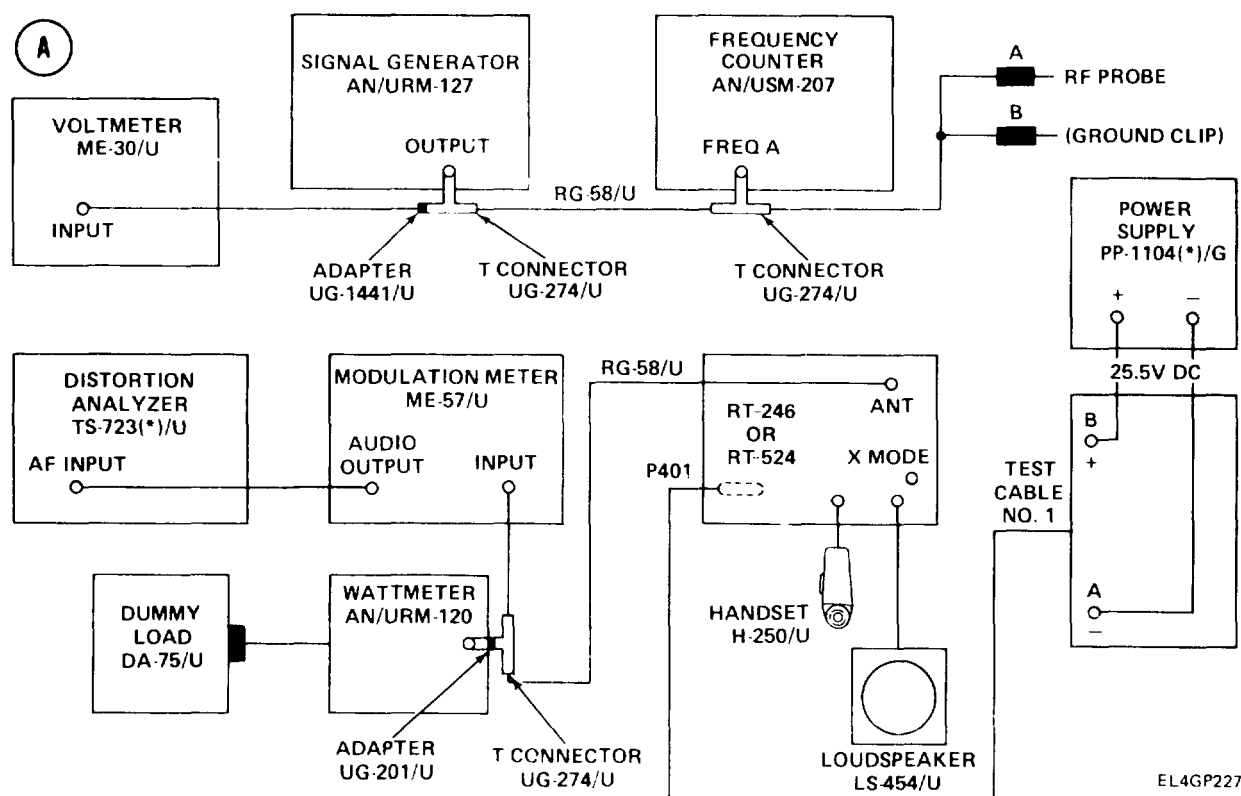 A
VOLTMETER
ME-30/U
INPUT
SIGNAL GENERATOR
AN/URM-127
OUTPUT
FREQUENCY
COUNTER
AN/USM-207
FREQ A
RG-58/U
A
RF PROBE
B
(GROUND CLIP)
ADAPTER
UG-1441/U
T CONNECTOR
UG-274/U
T CONNECTOR
UG-274/U
POWER
SUPPLY
PP-1104(*)/G
+ −
25.5V DC
DISTORTION
ANALYZER
TS-723(*)/U
AF INPUT
MODULATION METER
ME-57/U
AUDIO
OUTPUT
INPUT
RG-58/U
ANT
RT-246
OR
RT-524
X MODE
P401
TEST
CABLE
NO. 1
B
+
A
−
DUMMY
LOAD
DA-75/U
WATTMETER
AN/URM-120
HANDSET
H-250/U
ADAPTER
UG-201/U
T CONNECTOR
UG-274/U
LOUDSPEAKER
LS-454/U
EL4GP227